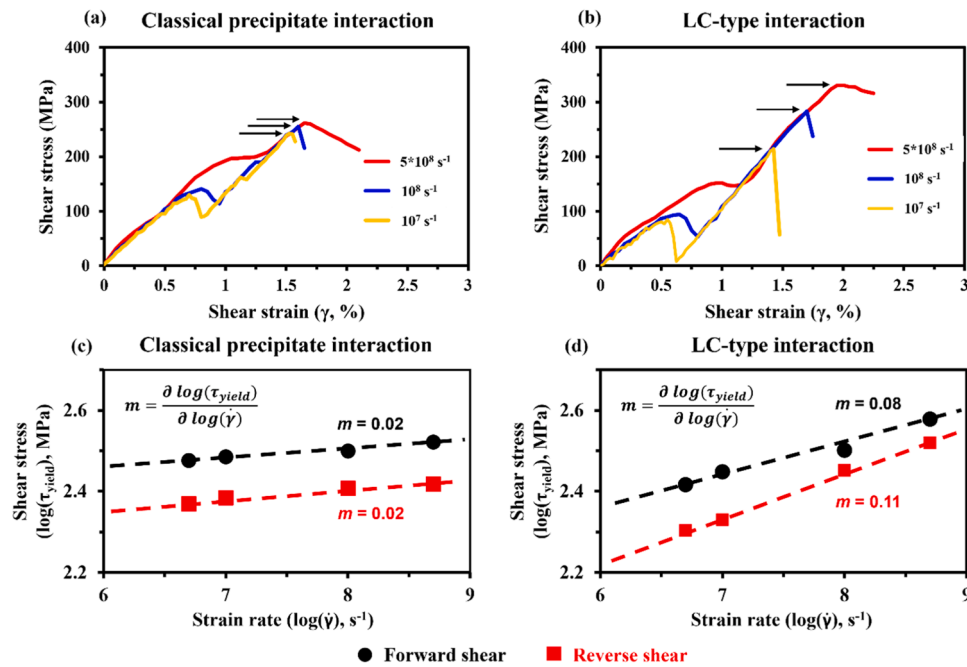 (a) Classical precipitate interaction
Shear stress (MPa)
400
300
200
100
0
5*10⁸ s⁻¹
10⁸ s⁻¹
10⁷ s⁻¹
0 0.5 1 1.5 2 2.5 3
Shear strain (γ, %)
(b) LC-type interaction
Shear stress (MPa)
400
300
200
100
0
5*10⁸ s⁻¹
10⁸ s⁻¹
10⁷ s⁻¹
0 0.5 1 1.5 2 2.5 3
Shear strain (γ, %)
(c) Classical precipitate interaction
Shear stress
(log(τyield), MPa)
2.6
2.4
2.2
m = ∂ log(τyield) / ∂ log(γ̇)
m = 0.02
m = 0.02
6 7 8 9
Strain rate (log(γ̇), s⁻¹)
(d) LC-type interaction
Shear stress
(log(τyield), MPa)
2.6
2.4
2.2
m = ∂ log(τyield) / ∂ log(γ̇)
m = 0.08
m = 0.11
6 7 8 9
Strain rate (log(γ̇), s⁻¹)
Forward shear Reverse shear